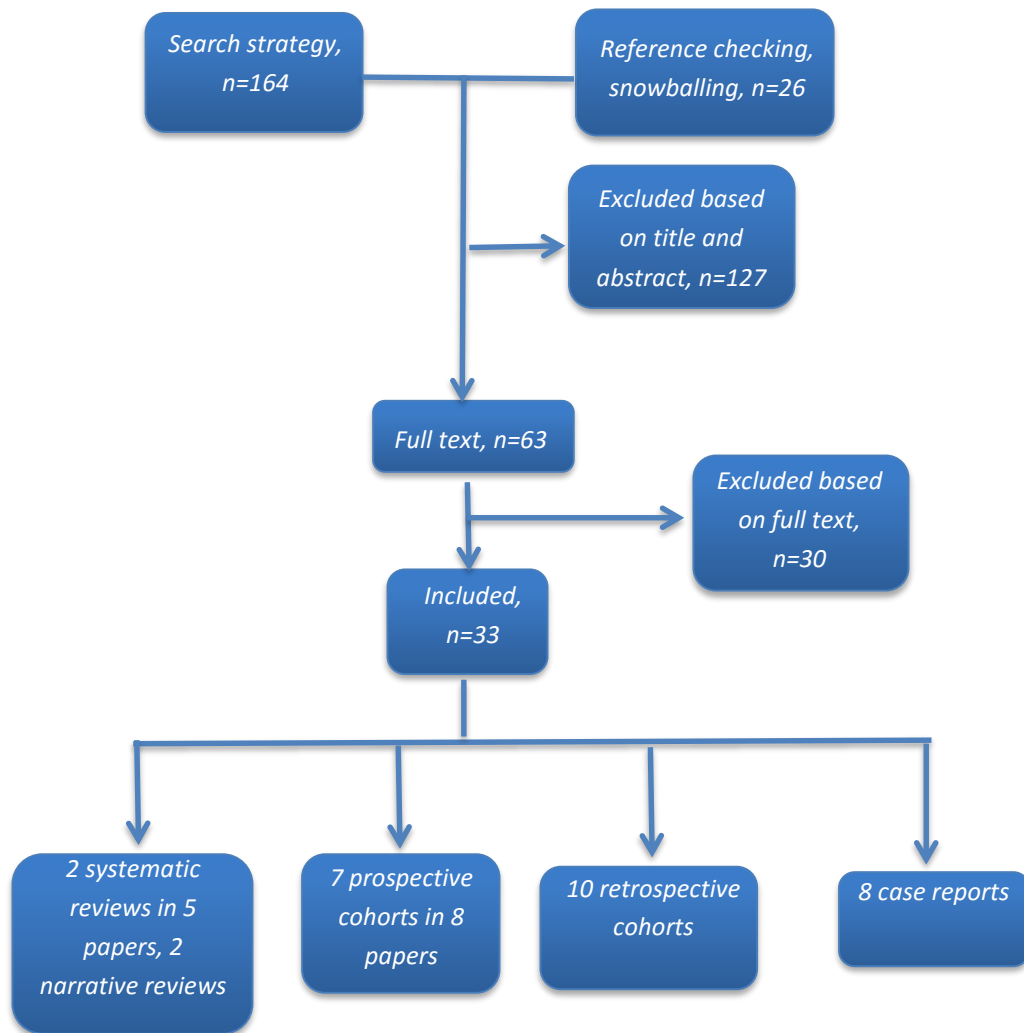 Search strategy,
n=164
Reference checking,
snowballing, n=26
Excluded based
on title and
abstract, n=127
Full text, n=63
Excluded based
on full text,
n=30
Included,
n=33
2 systematic
reviews in 5
papers, 2
narrative reviews
7 prospective
cohorts in 8
papers
10 retrospective
cohorts
8 case reports